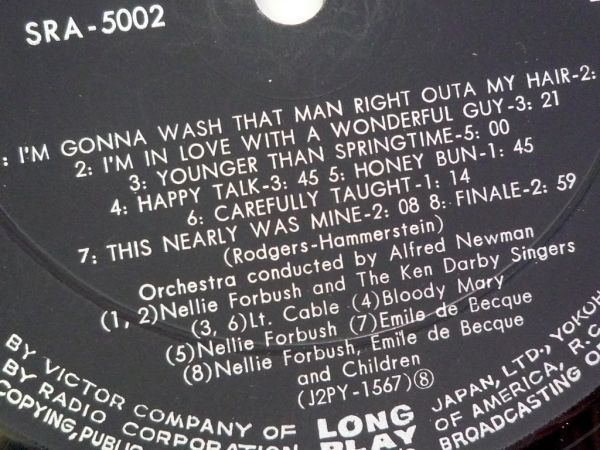 SRA-5002
: I'M GONNA WASH THAT MAN RIGHT OUTA MY HAIR-2:
2: I'M IN LOVE WITH A WONDERFUL GUY-3: 21
3: YOUNGER THAN SPRINGTIME-5: 00
4: HAPPY TALK-3: 45 5: HONEY BUN-1: 45
6: CAREFULLY TAUGHT-1: 14
7: THIS NEARLY WAS MINE-2: 08 8: FINALE-2: 59
(Rodgers-Hammerstein)
Orchestra conducted by Alfred Newman
(1, 2)Nellie Forbush and The Ken Darby Singers
(3, 6)Lt. Cable (4)Bloody Mary
(5)Nellie Forbush (7)Emile de Becque
(8)Nellie Forbush, Emile de Becque
and Children
(J2PY-1567)⑧
BY VICTOR COMPANY OF JAPAN, LTD., YOKOH
BY RADIO CORPORATION OF AMERICA, R.C
COPYING, PUBLIC BROADCASTING O
LONG
PLAY